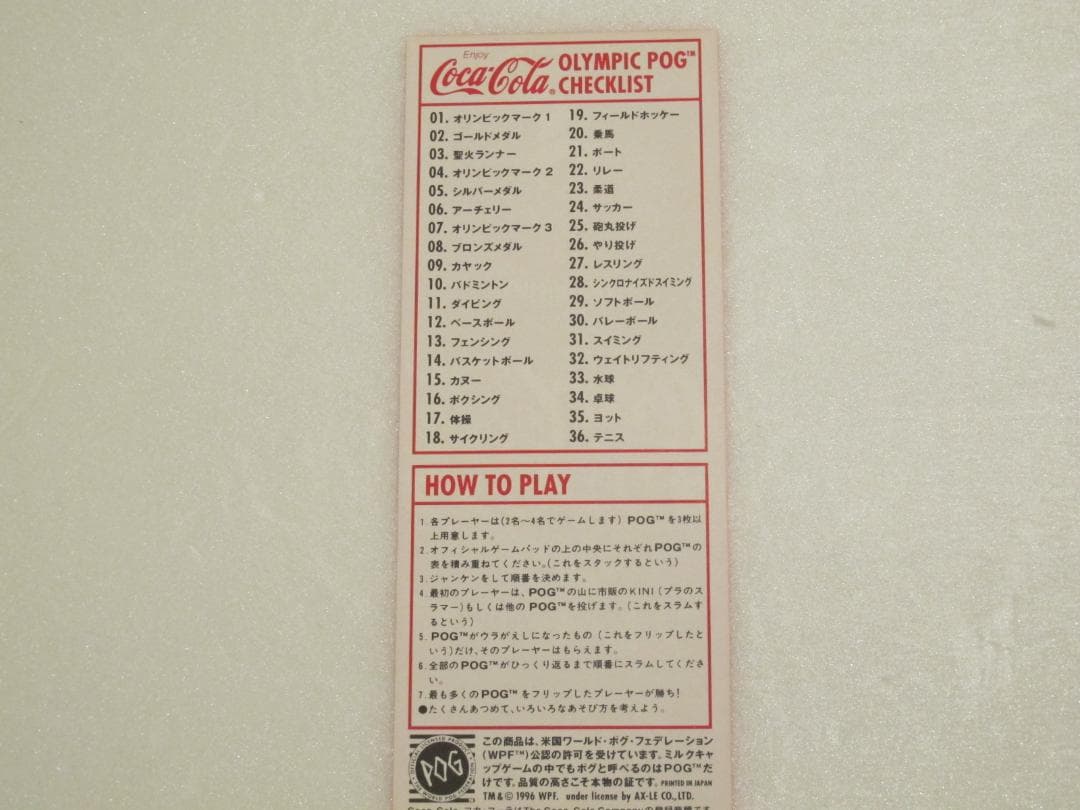 Enjoy
Coca-Cola®
OLYMPIC POG™
CHECKLIST
01. オリンピックマーク1
02. ゴールドメダル
03. 聖火ランナー
04. オリンピックマーク2
05. シルバーメダル
06. アーチェリー
07. オリンピックマーク3
08. ブロンズメダル
09. カヤック
10. バドミントン
11. ダイビング
12. ベースボール
13. フェンシング
14. バスケットボール
15. カヌー
16. ボクシング
17. 体操
18. サイクリング
19. フィールドホッケー
20. 乗馬
21. ボート
22. リレー
23. 柔道
24. サッカー
25. 砲丸投げ
26. やり投げ
27. レスリング
28. シンクロナイズドスイミング
29. ソフトボール
30. バレーボール
31. スイミング
32. ウェイトリフティング
33. 水球
34. 卓球
35. ヨット
36. テニス
HOW TO PLAY
1. 各プレーヤーは(2名〜4名でゲームします) POG™を3枚以
上用意します。
2. オフィシャルゲームパッドの上の中央にそれぞれPOG™の
表を積み重ねてください。(これをスタックするという)
3. ジャンケンをして順番を決めます。
4. 最初のプレーヤーは、POG™の山に市販のKINI(プラのス
ラマー)もしくは他のPOG™を投げます。(これをスラムす
るという)
5. POG™がウラがえしになったもの (これをフリップしたと
いう)だけ、そのプレーヤーはもらえます。
6. 全部のPOG™がひっくり返るまで順番にスラムしてくださ
い。
7. 最も多くのPOG™をフリップしたプレーヤーが勝ち!
●たくさんあつめて、いろいろなあそび方を考えよう。
POG
この商品は、米国ワールド・ポグ・フェデレーション
(WPF™)公認の許可を受けています。ミルクキャ
ップゲームの中でもポグと呼べるのはPOG™だ
けです。品質の高さこそ本物の証です。PRINTED IN JAPAN
TM & © 1996 WPF. under license by AX-LE CO., LTD.